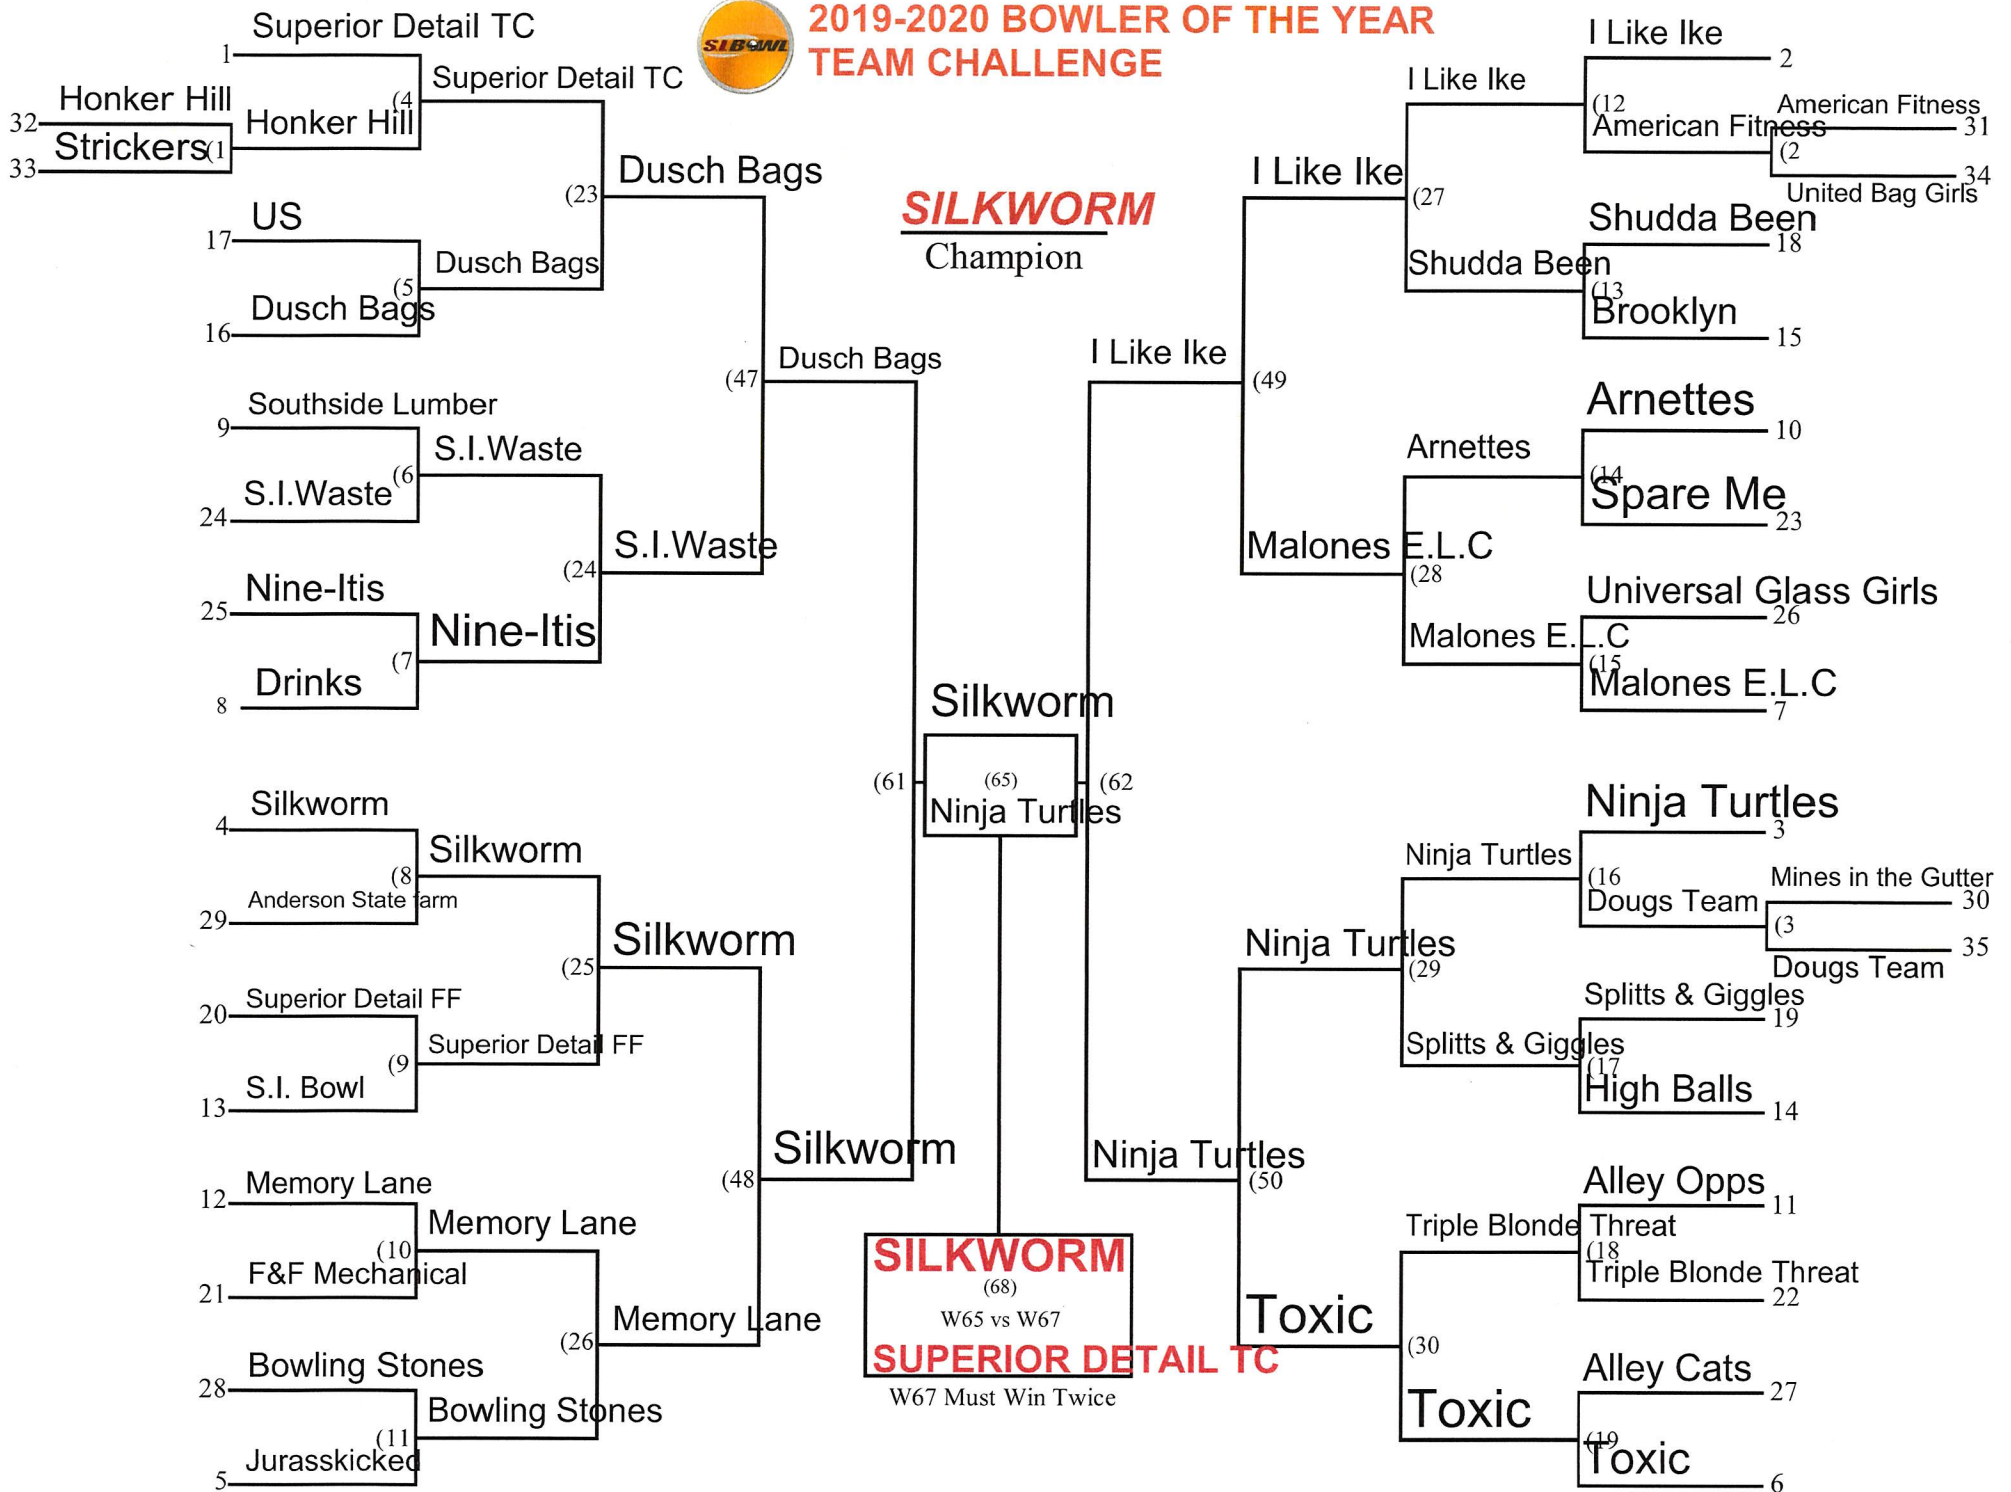 2019-2020 BOWLER OF THE YEAR
TEAM CHALLENGE
S.I.BOWL
SILKWORM
Champion
Superior Detail TC
1
Honker Hill
32
Strickers
(1
33
Honker Hill
(4
Superior Detail TC
US
17
Dusch Bags
16
(5
Dusch Bags
(23
Dusch Bags
Southside Lumber
9
S.I.Waste
24
(6
S.I.Waste
Nine-Itis
25
Drinks
8
(7
Nine-Itis
(24
S.I.Waste
(47
Dusch Bags
Silkworm
4
Anderson State farm
29
(8
Silkworm
Superior Detail FF
20
S.I. Bowl
13
(9
Superior Detail FF
(25
Silkworm
Memory Lane
12
F&F Mechanical
21
(10
Memory Lane
Bowling Stones
28
Jurasskicked
5
(11
Bowling Stones
(26
Memory Lane
(48
Silkworm
(61
Silkworm
(65)
Ninja Turtles
(62
SILKWORM
(68)
W65 vs W67
SUPERIOR DETAIL TC
W67 Must Win Twice
I Like Ike
2
American Fitness
31
(2
34
United Bag Girls
American Fitness
(12
I Like Ike
Shudda Been
18
Brooklyn
15
(13
Shudda Been
(27
I Like Ike
Arnettes
10
Spare Me
23
(14
Arnettes
Universal Glass Girls
26
Malones E.L.C
7
(15
Malones E.L.C
(28
Malones E.L.C
(49
I Like Ike
Ninja Turtles
3
Mines in the Gutter
30
(3
35
Dougs Team
Dougs Team
(16
Ninja Turtles
Splitts & Giggles
19
High Balls
14
(17
Splitts & Giggles
(29
Ninja Turtles
Alley Opps
11
Triple Blonde Threat
22
(18
Triple Blonde Threat
Alley Cats
27
Toxic
6
(19
Toxic
(30
Toxic
(50
Ninja Turtles